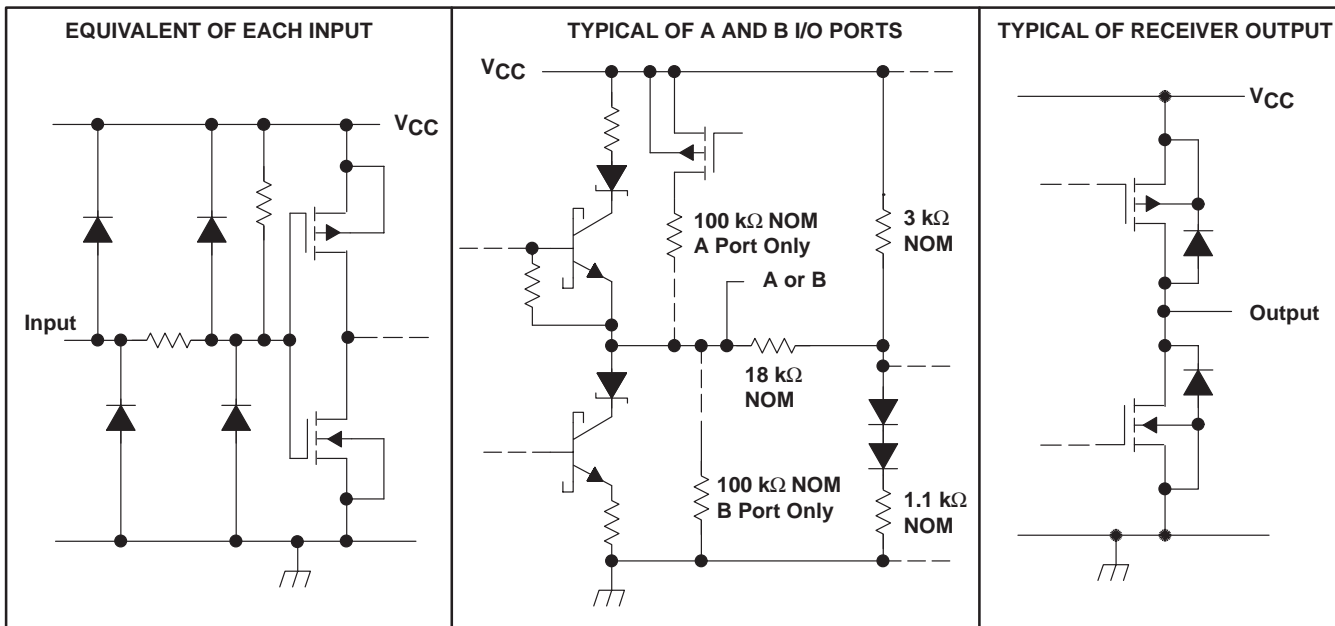 EQUIVALENT OF EACH INPUT
VCC
Input
TYPICAL OF A AND B I/O PORTS
VCC
100 kΩ NOM
A Port Only
3 kΩ
NOM
A or B
18 kΩ
NOM
100 kΩ NOM
B Port Only
1.1 kΩ
NOM
TYPICAL OF RECEIVER OUTPUT
VCC
Output